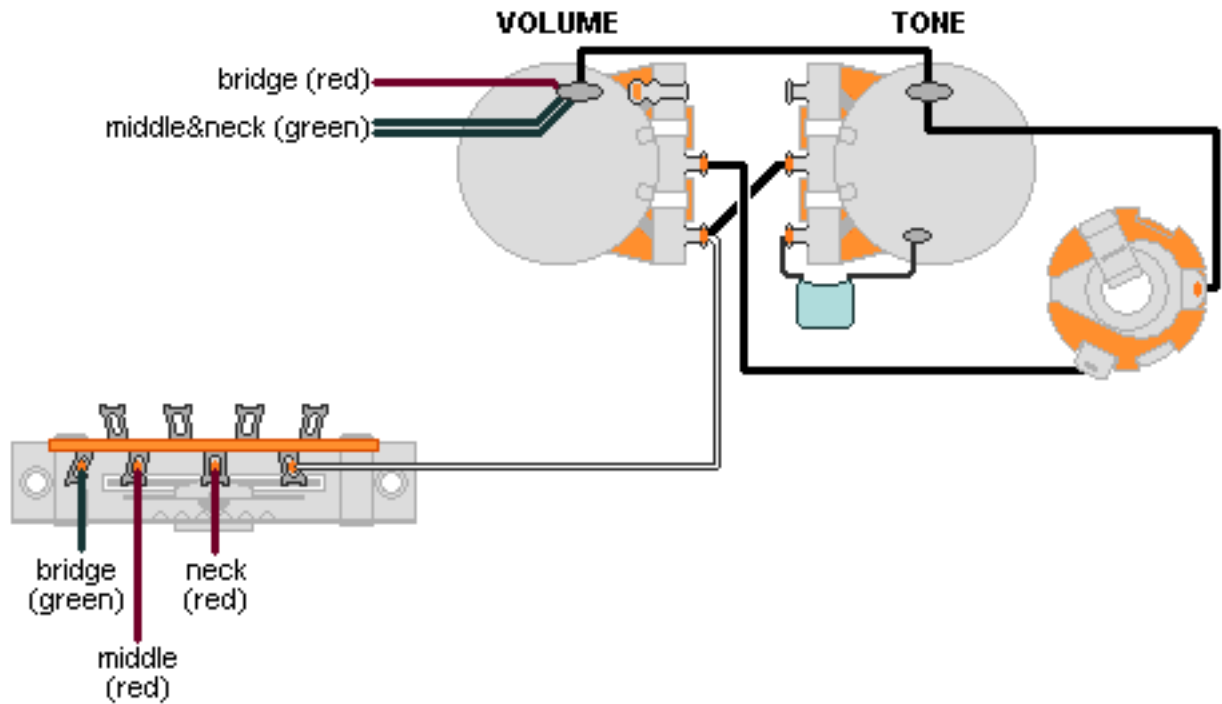 VOLUME
TONE
bridge (red)
middle&neck (green)
bridge
(green)
neck
(red)
middle
(red)